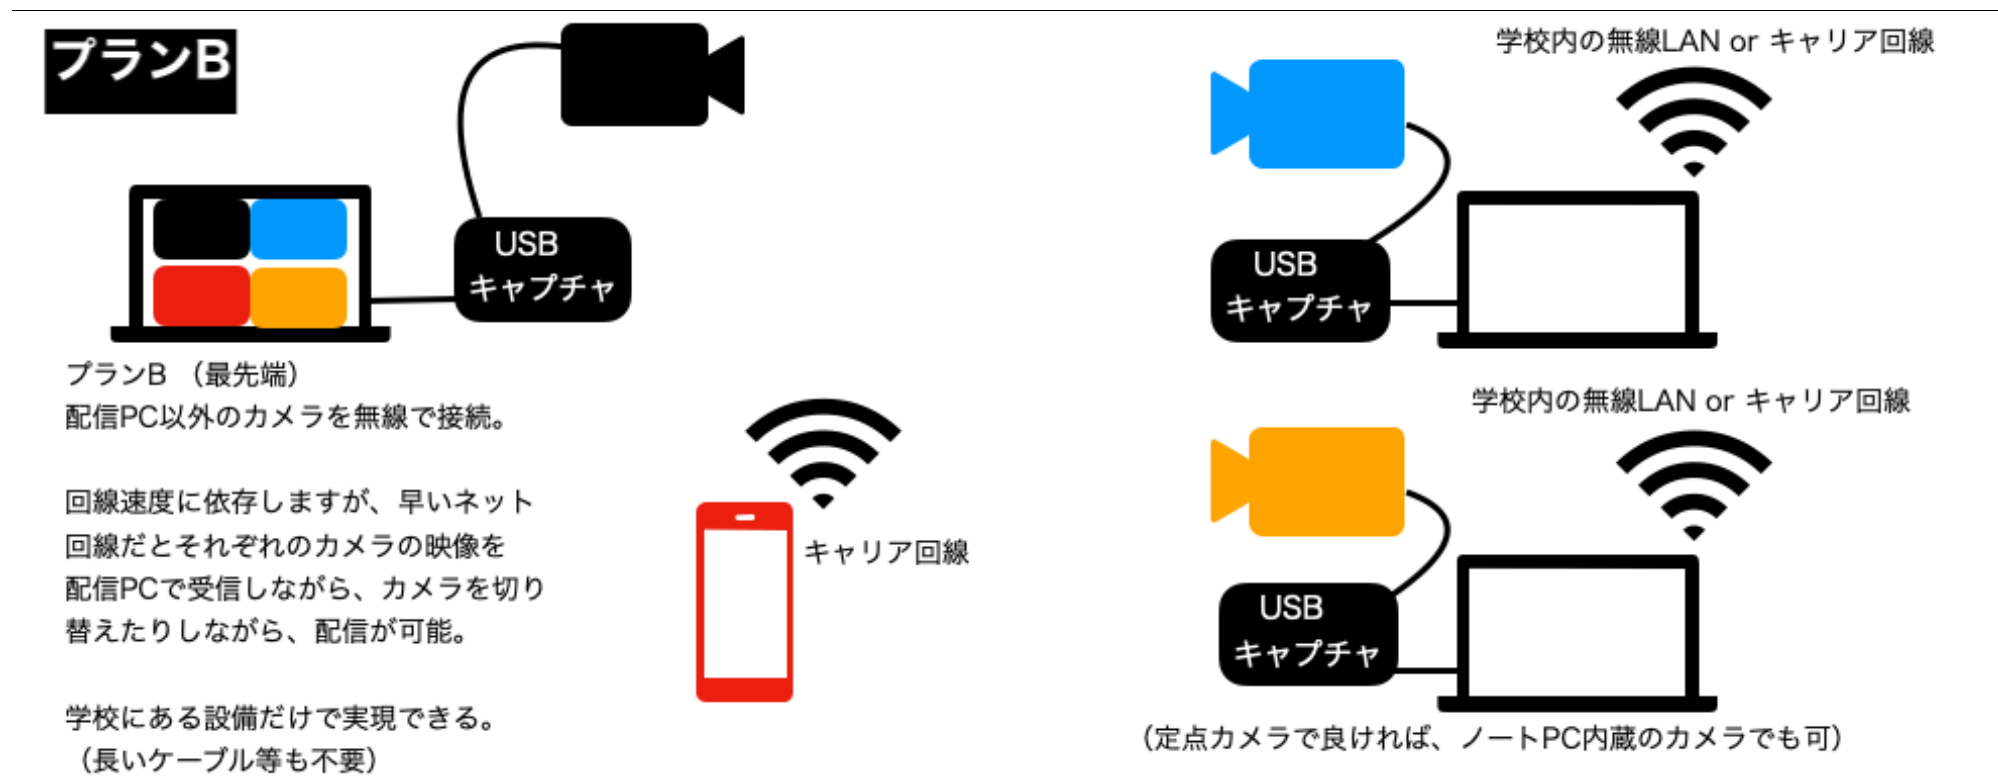 プランB
USB
キャプチャ
プランB （最先端）
配信PC以外のカメラを無線で接続。
回線速度に依存しますが、早いネット
回線だとそれぞれのカメラの映像を
配信PCで受信しながら、カメラを切り
替えたりしながら、配信が可能。
学校にある設備だけで実現できる。
（長いケーブル等も不要）
キャリア回線
学校内の無線LAN or キャリア回線
USB
キャプチャ
学校内の無線LAN or キャリア回線
USB
キャプチャ
（定点カメラで良ければ、ノートPC内蔵のカメラでも可）